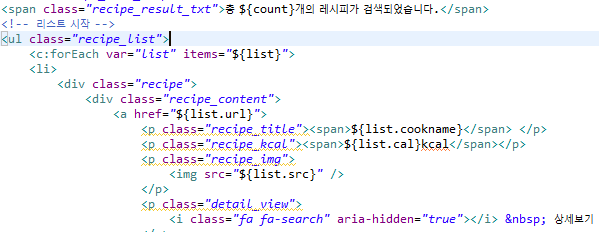 <span class="recipe_result_txt">총 ${count}개의 레시피가 검색되었습니다.</span>
<!-- 리스트 시작 -->
<ul class="recipe_list">
<c:forEach var="list" items="${list}">
<li>
<div class="recipe">
<div class="recipe_content">
<a href="${list.url}">
<p class="recipe_title"><span>${list.cookname}</span> </p>
<p class="recipe_kcal"><span>${list.cal}kcal</span></p>
<p class="recipe_img">
<img src="${list.src}" />
</p>
<p class="detail_view">
<i class="fa fa-search" aria-hidden="true"></i> &nbsp; 상세보기